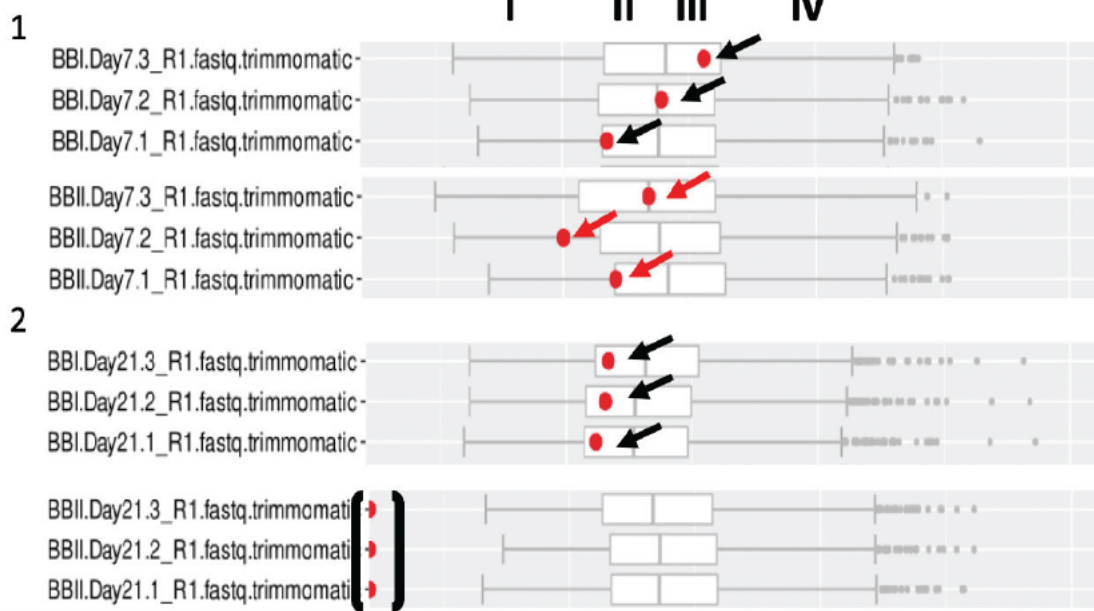 I II III IV
1
BBI.Day7.3_R1.fastq.trimmomatic
BBI.Day7.2_R1.fastq.trimmomatic
BBI.Day7.1_R1.fastq.trimmomatic
BBII.Day7.3_R1.fastq.trimmomatic
BBII.Day7.2_R1.fastq.trimmomatic
BBII.Day7.1_R1.fastq.trimmomatic
2
BBI.Day21.3_R1.fastq.trimmomatic
BBI.Day21.2_R1.fastq.trimmomatic
BBI.Day21.1_R1.fastq.trimmomatic
BBII.Day21.3_R1.fastq.trimmomati
BBII.Day21.2_R1.fastq.trimmomati
BBII.Day21.1_R1.fastq.trimmomati